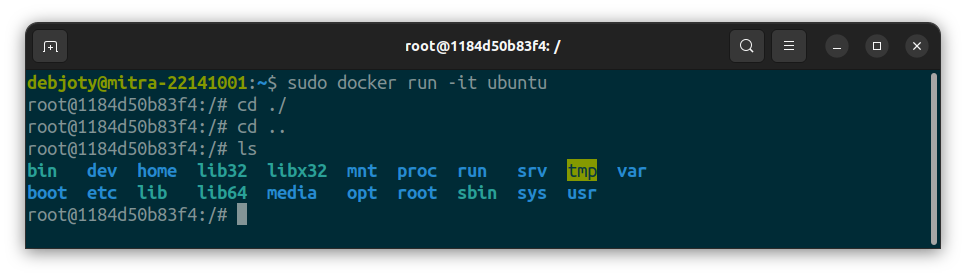 root@1184d50b83f4: /
debjoty@mitra-22141001:~$ sudo docker run -it ubuntu
root@1184d50b83f4:/# cd ./
root@1184d50b83f4:/# cd ..
root@1184d50b83f4:/# ls
bin dev home lib32 libx32 mnt proc run srv tmp var
boot etc lib lib64 media opt root sbin sys usr
root@1184d50b83f4:/#